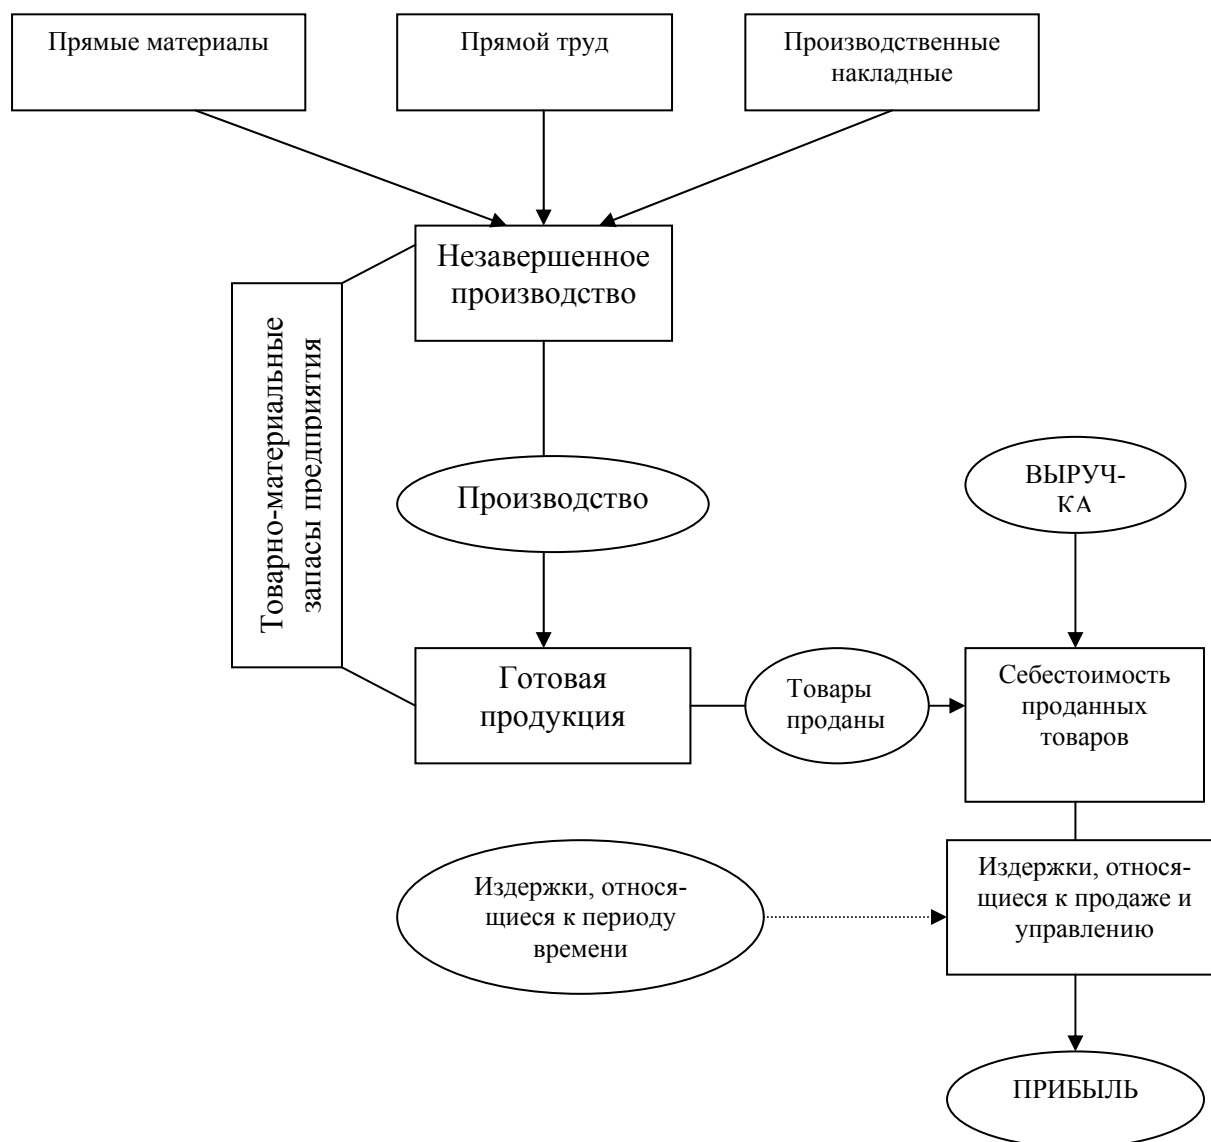 Прямые материалы
Прямой труд
Производственные
накладные
Незавершенное
производство
Товарно-материальные
запасы предприятия
Производство
ВЫРУЧ-
КА
Готовая
продукция
Товары
проданы
Себестоимость
проданных
товаров
Издержки, относя-
щиеся к периоду
времени
Издержки, относя-
щиеся к продаже и
управлению
ПРИБЫЛЬ